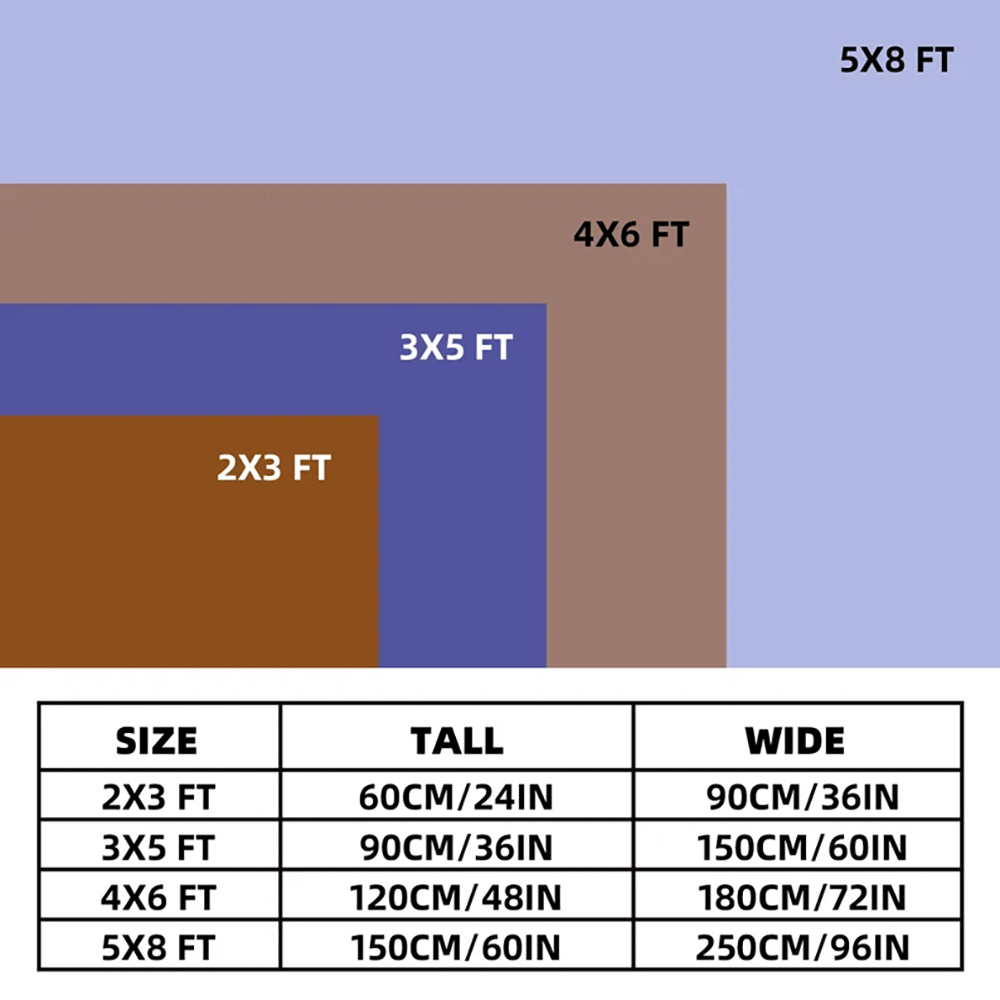 5X8 FT
4X6 FT
3X5 FT
2X3 FT
SIZE TALL WIDE
2X3 FT 60CM/24IN 90CM/36IN
3X5 FT 90CM/36IN 150CM/60IN
4X6 FT 120CM/48IN 180CM/72IN
5X8 FT 150CM/60IN 250CM/96IN